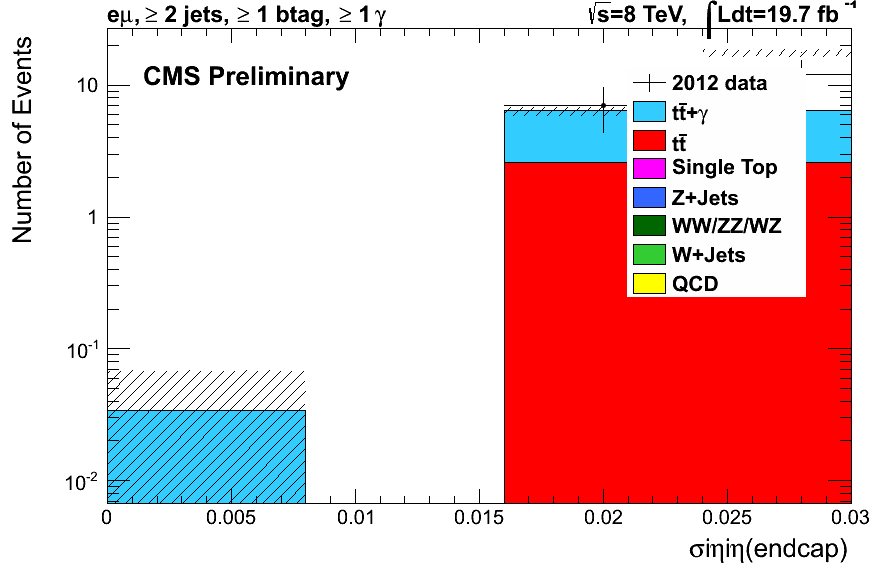 eμ, ≥ 2 jets, ≥ 1 btag, ≥ 1 γ
√s=8 TeV, ∫Ldt=19.7 fb⁻¹
CMS Preliminary
Number of Events
10
1
10⁻¹
10⁻²
2012 data
tt̄+γ
tt̄
Single Top
Z+Jets
WW/ZZ/WZ
W+Jets
QCD
0 0.005 0.01 0.015 0.02 0.025 0.03
σiηiη(endcap)